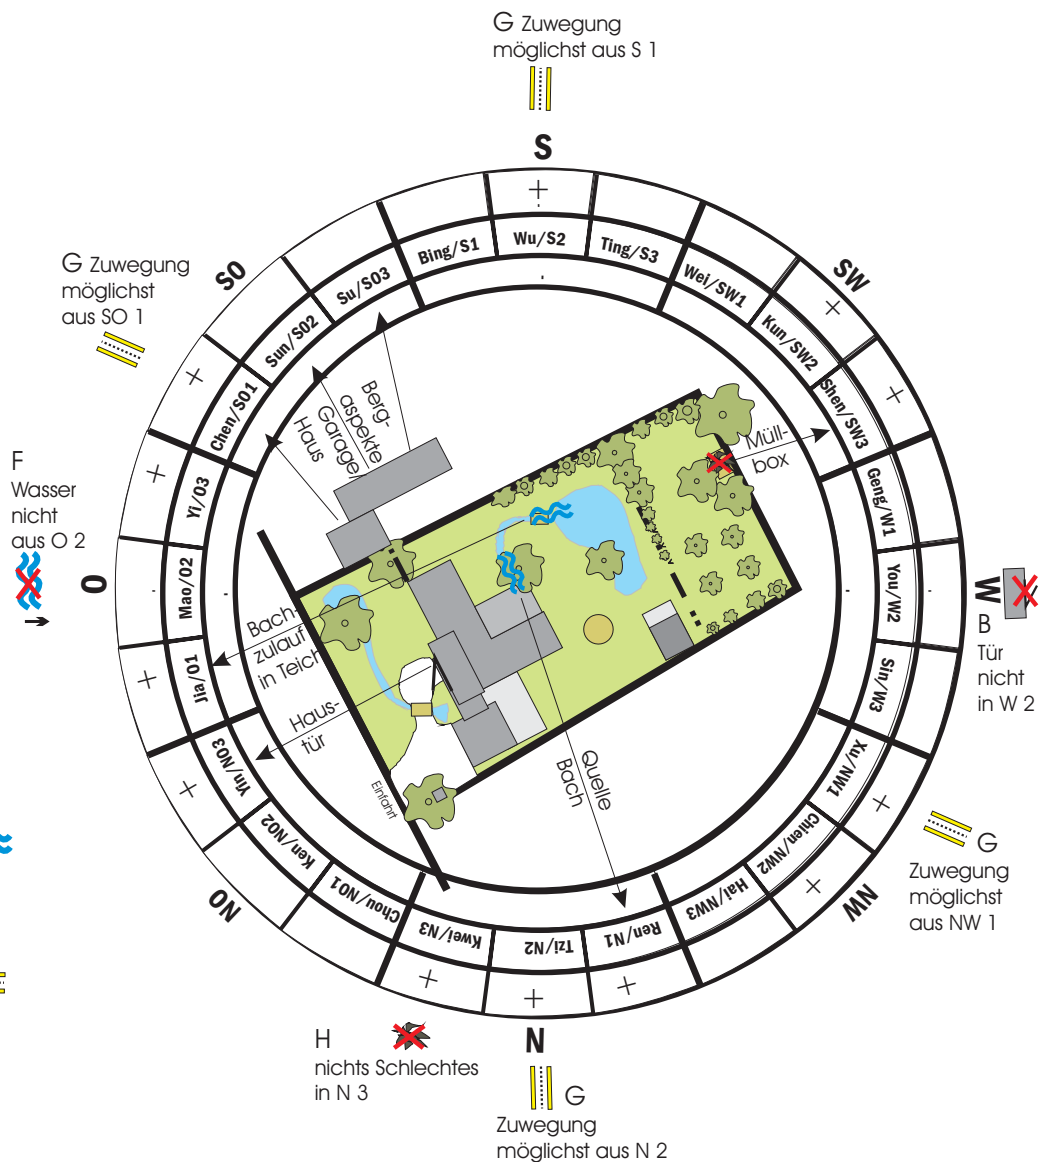 G Zuwegung
möglichst aus S 1
S
SO
SW
G Zuwegung
möglichst
aus SO 1
Bing/S1
Wu/S2
Ting/S3
Wei/SW1
Kun/SW2
Shen/SW3
Geng/W1
You/W2
Sin/W3
Xu/NW1
Chien/NW2
Hai/NW3
Ren/N1
Tzi/N2
Kwei/N3
Chou/NO1
Ken/NO2
Yin/NO3
Jia/O1
Mao/O2
Yi/O3
Chen/SO1
Sun/SO2
Su/SO3
Berg-
aspekte
Garage/
Haus
Müll-
box
F
Wasser
nicht
aus O 2
O
W
B
Tür
nicht
in W 2
Bach-
zulauf
in Teich
Haus-
tür
Einfahrt
Quelle
Bach
G
Zuwegung
möglichst
aus NW 1
NO
NW
N
H
nichts Schlechtes
in N 3
G
Zuwegung
möglichst aus N 2